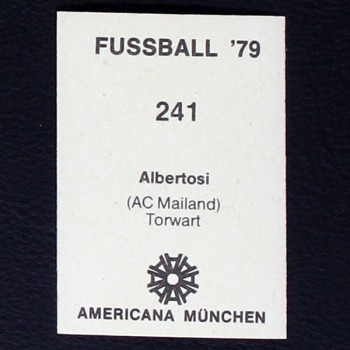 FUSSBALL '79
241
Albertosi
(AC Mailand)
Torwart
AMERICANA MÜNCHEN